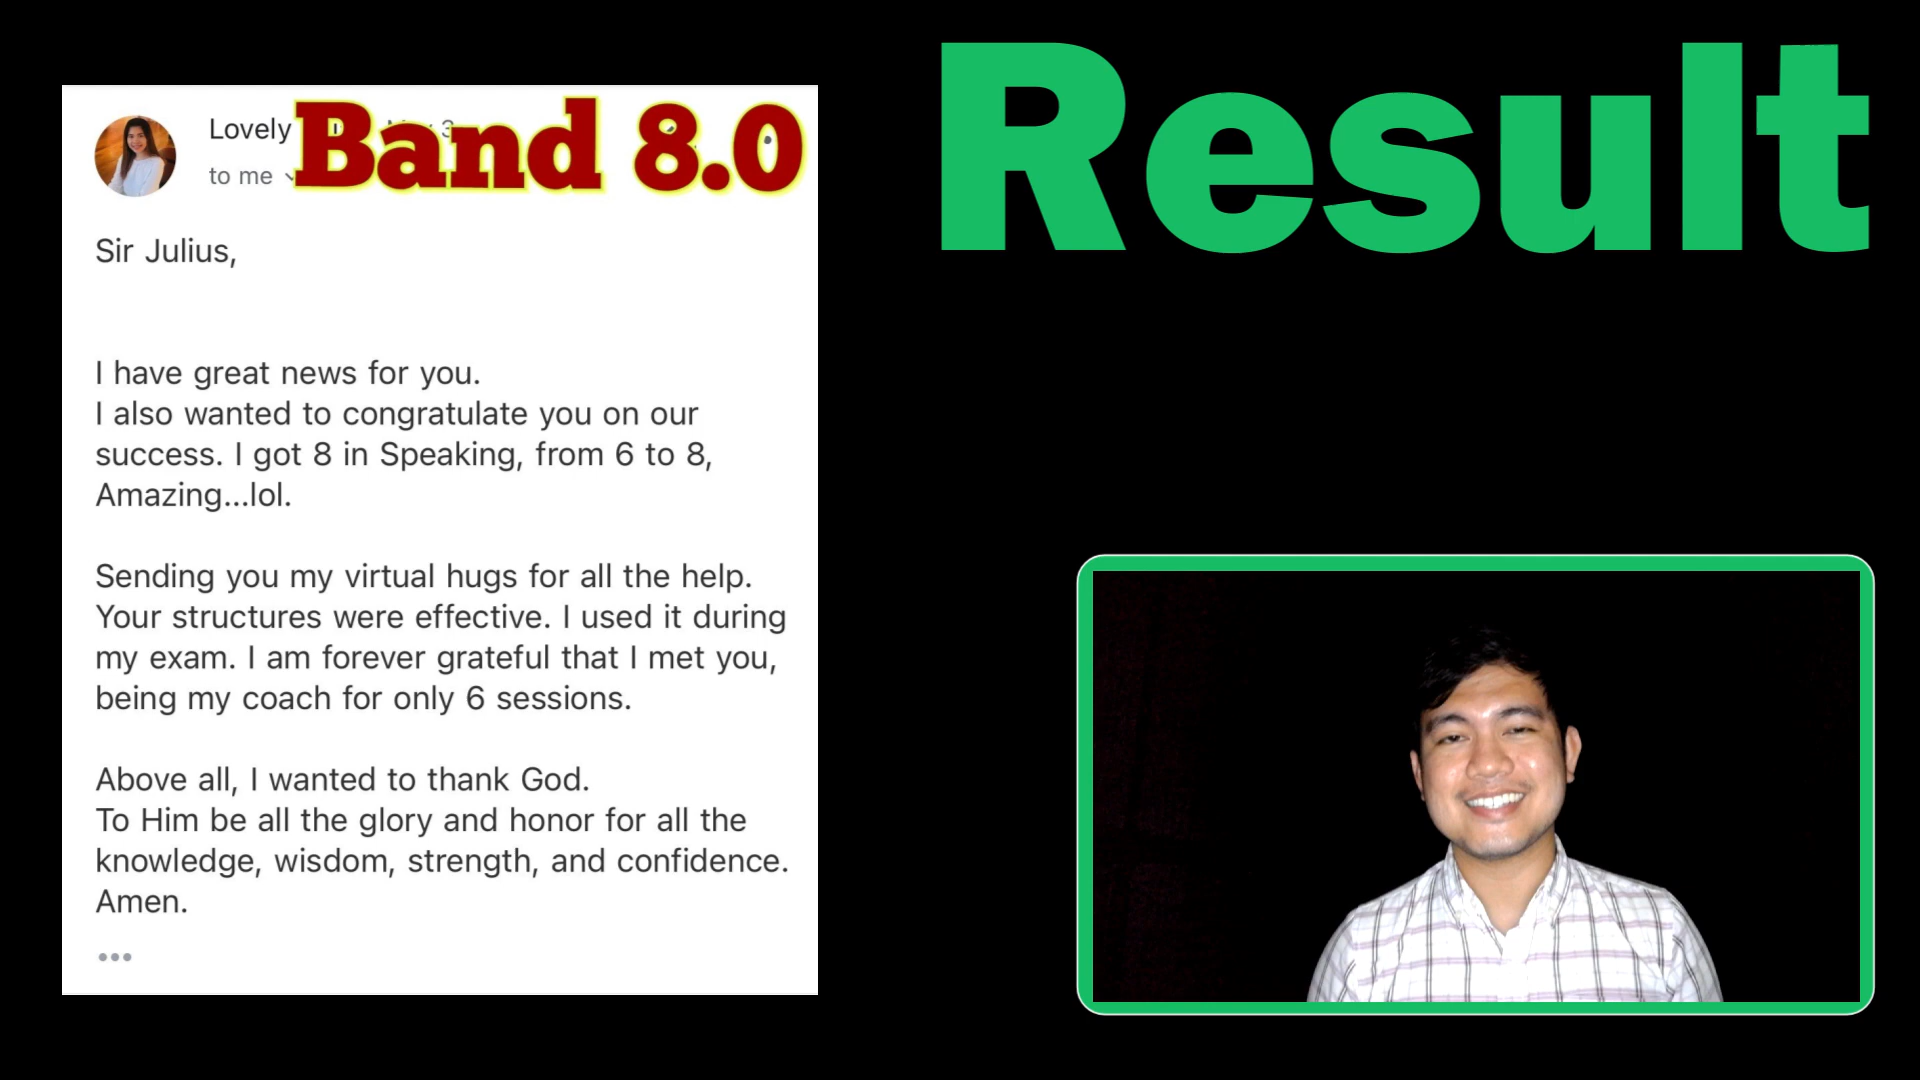 Result
Lovely
Band 8.0
to me
Sir Julius,
I have great news for you.
I also wanted to congratulate you on our
success. I got 8 in Speaking, from 6 to 8,
Amazing...lol.
Sending you my virtual hugs for all the help.
Your structures were effective. I used it during
my exam. I am forever grateful that I met you,
being my coach for only 6 sessions.
Above all, I wanted to thank God.
To Him be all the glory and honor for all the
knowledge, wisdom, strength, and confidence.
Amen.